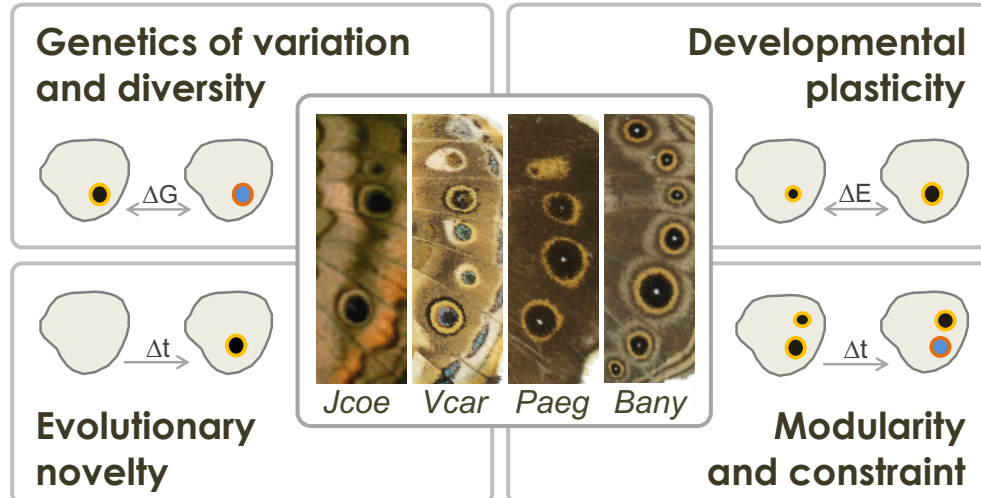 Genetics of variation
and diversity
ΔG
Developmental
plasticity
ΔE
Jcoe Vcar Paeg Bany
Δt
Evolutionary
novelty
Δt
Modularity
and constraint